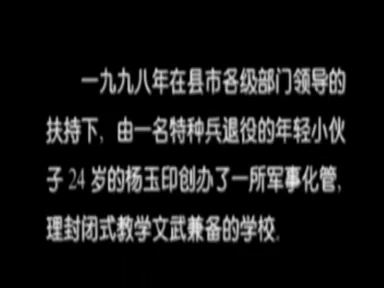 一九九八年在县市各级部门领导的
扶持下，由一名特种兵退役的年轻小伙
子24岁的杨玉印创办了一所军事化管，
理封闭式教学文武兼备的学校．